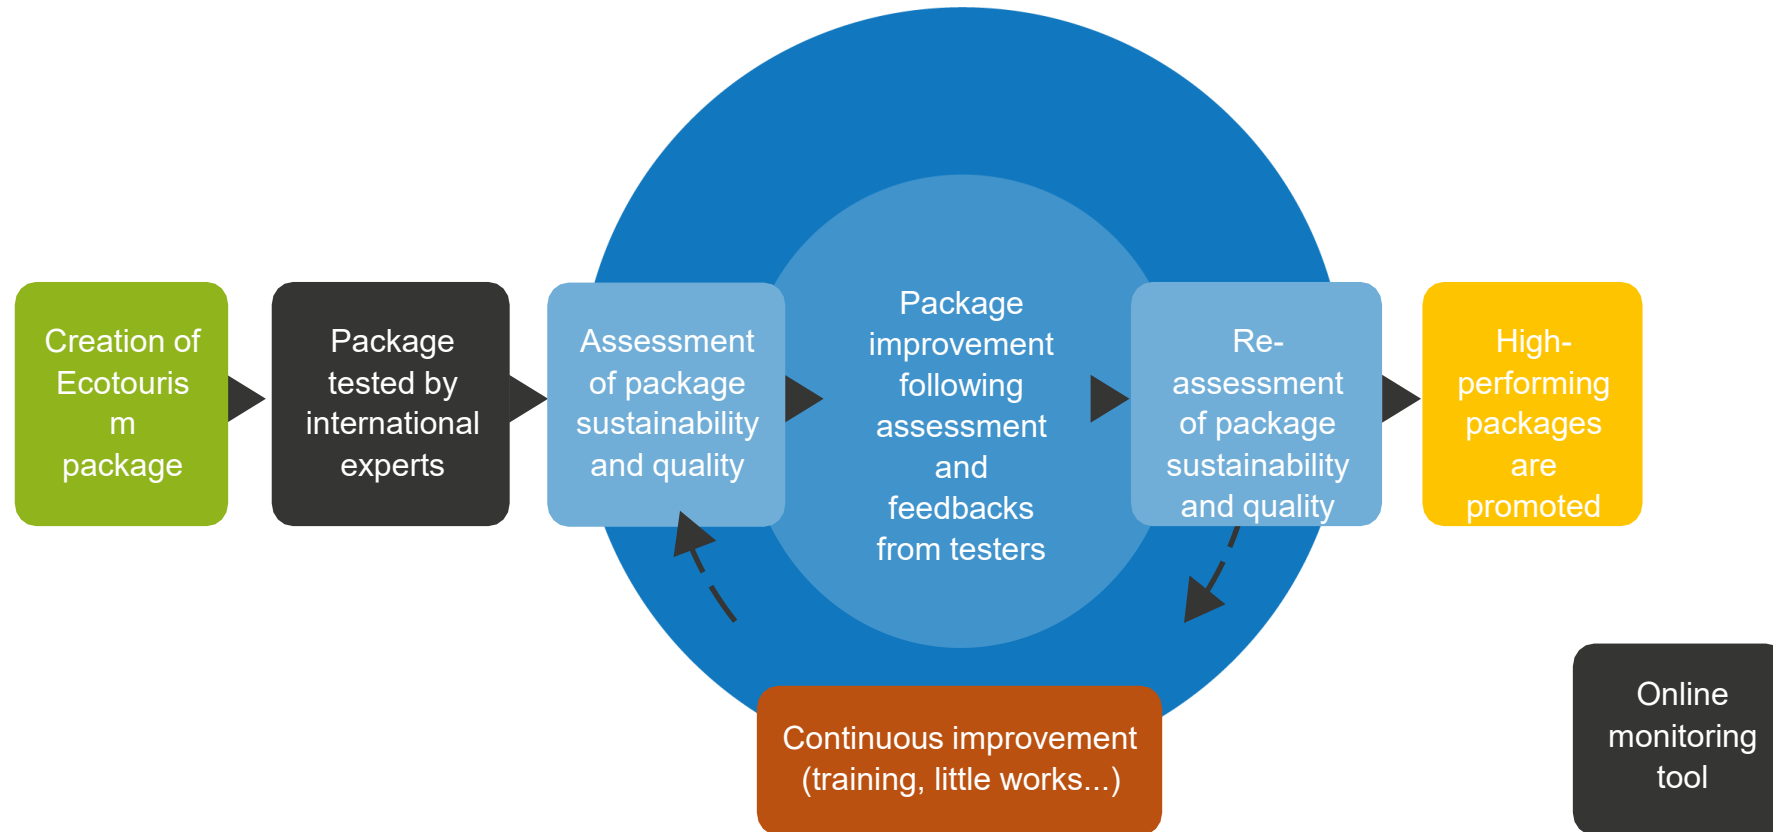 Creation of
Ecotouris
m
package
Package
tested by
international
experts
Assessment
of package
sustainability
and quality
Package
improvement
following
assessment
and
feedbacks
from testers
Re-
assessment
of package
sustainability
and quality
High-
performing
packages
are
promoted
Continuous improvement
(training, little works...)
Online
monitoring
tool